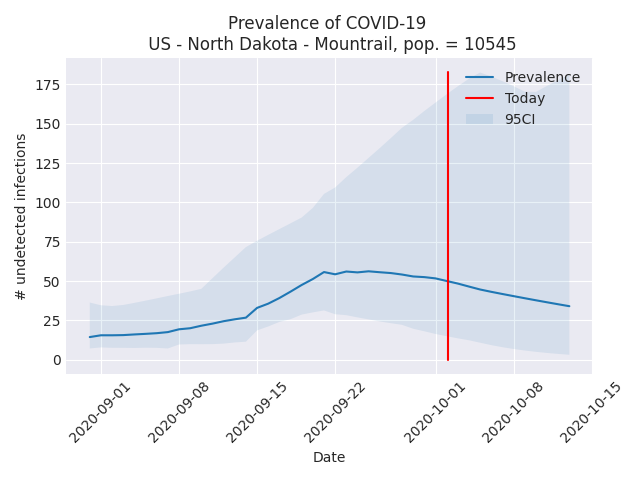 Prevalence of COVID-19
US - North Dakota - Mountrail, pop. = 10545
Prevalence
Today
95CI
# undetected infections
175
150
125
100
75
50
25
0
2020-09-01
2020-09-08
2020-09-15
2020-09-22
2020-10-01
2020-10-08
2020-10-15
Date